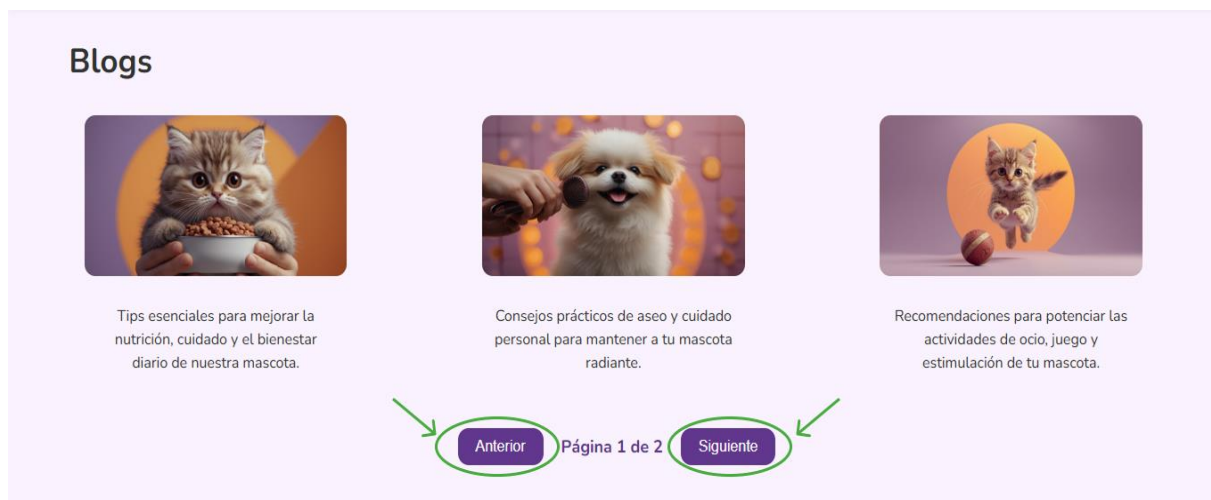 Blogs
Tips esenciales para mejorar la
nutrición, cuidado y el bienestar
diario de nuestra mascota.
Consejos prácticos de aseo y cuidado
personal para mantener a tu mascota
radiante.
Recomendaciones para potenciar las
actividades de ocio, juego y
estimulación de tu mascota.
Anterior Página 1 de 2 Siguiente